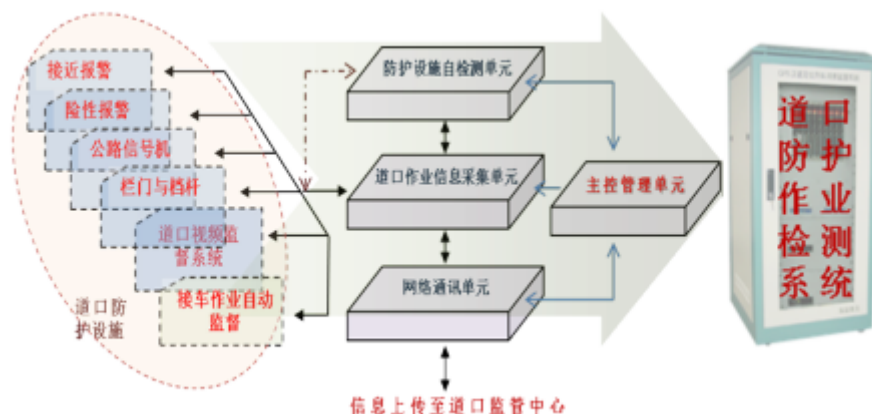 接近报警
险性报警
公路信号机
栏门与档杆
道口视频监
督系统
接车作业自动
监督
道口防
护设施
防护设施自检测单元
道口作业信息采集单元
网络通讯单元
主控管理单元
信息上传至道口监管中心
道口
防护
作业
检测
系统